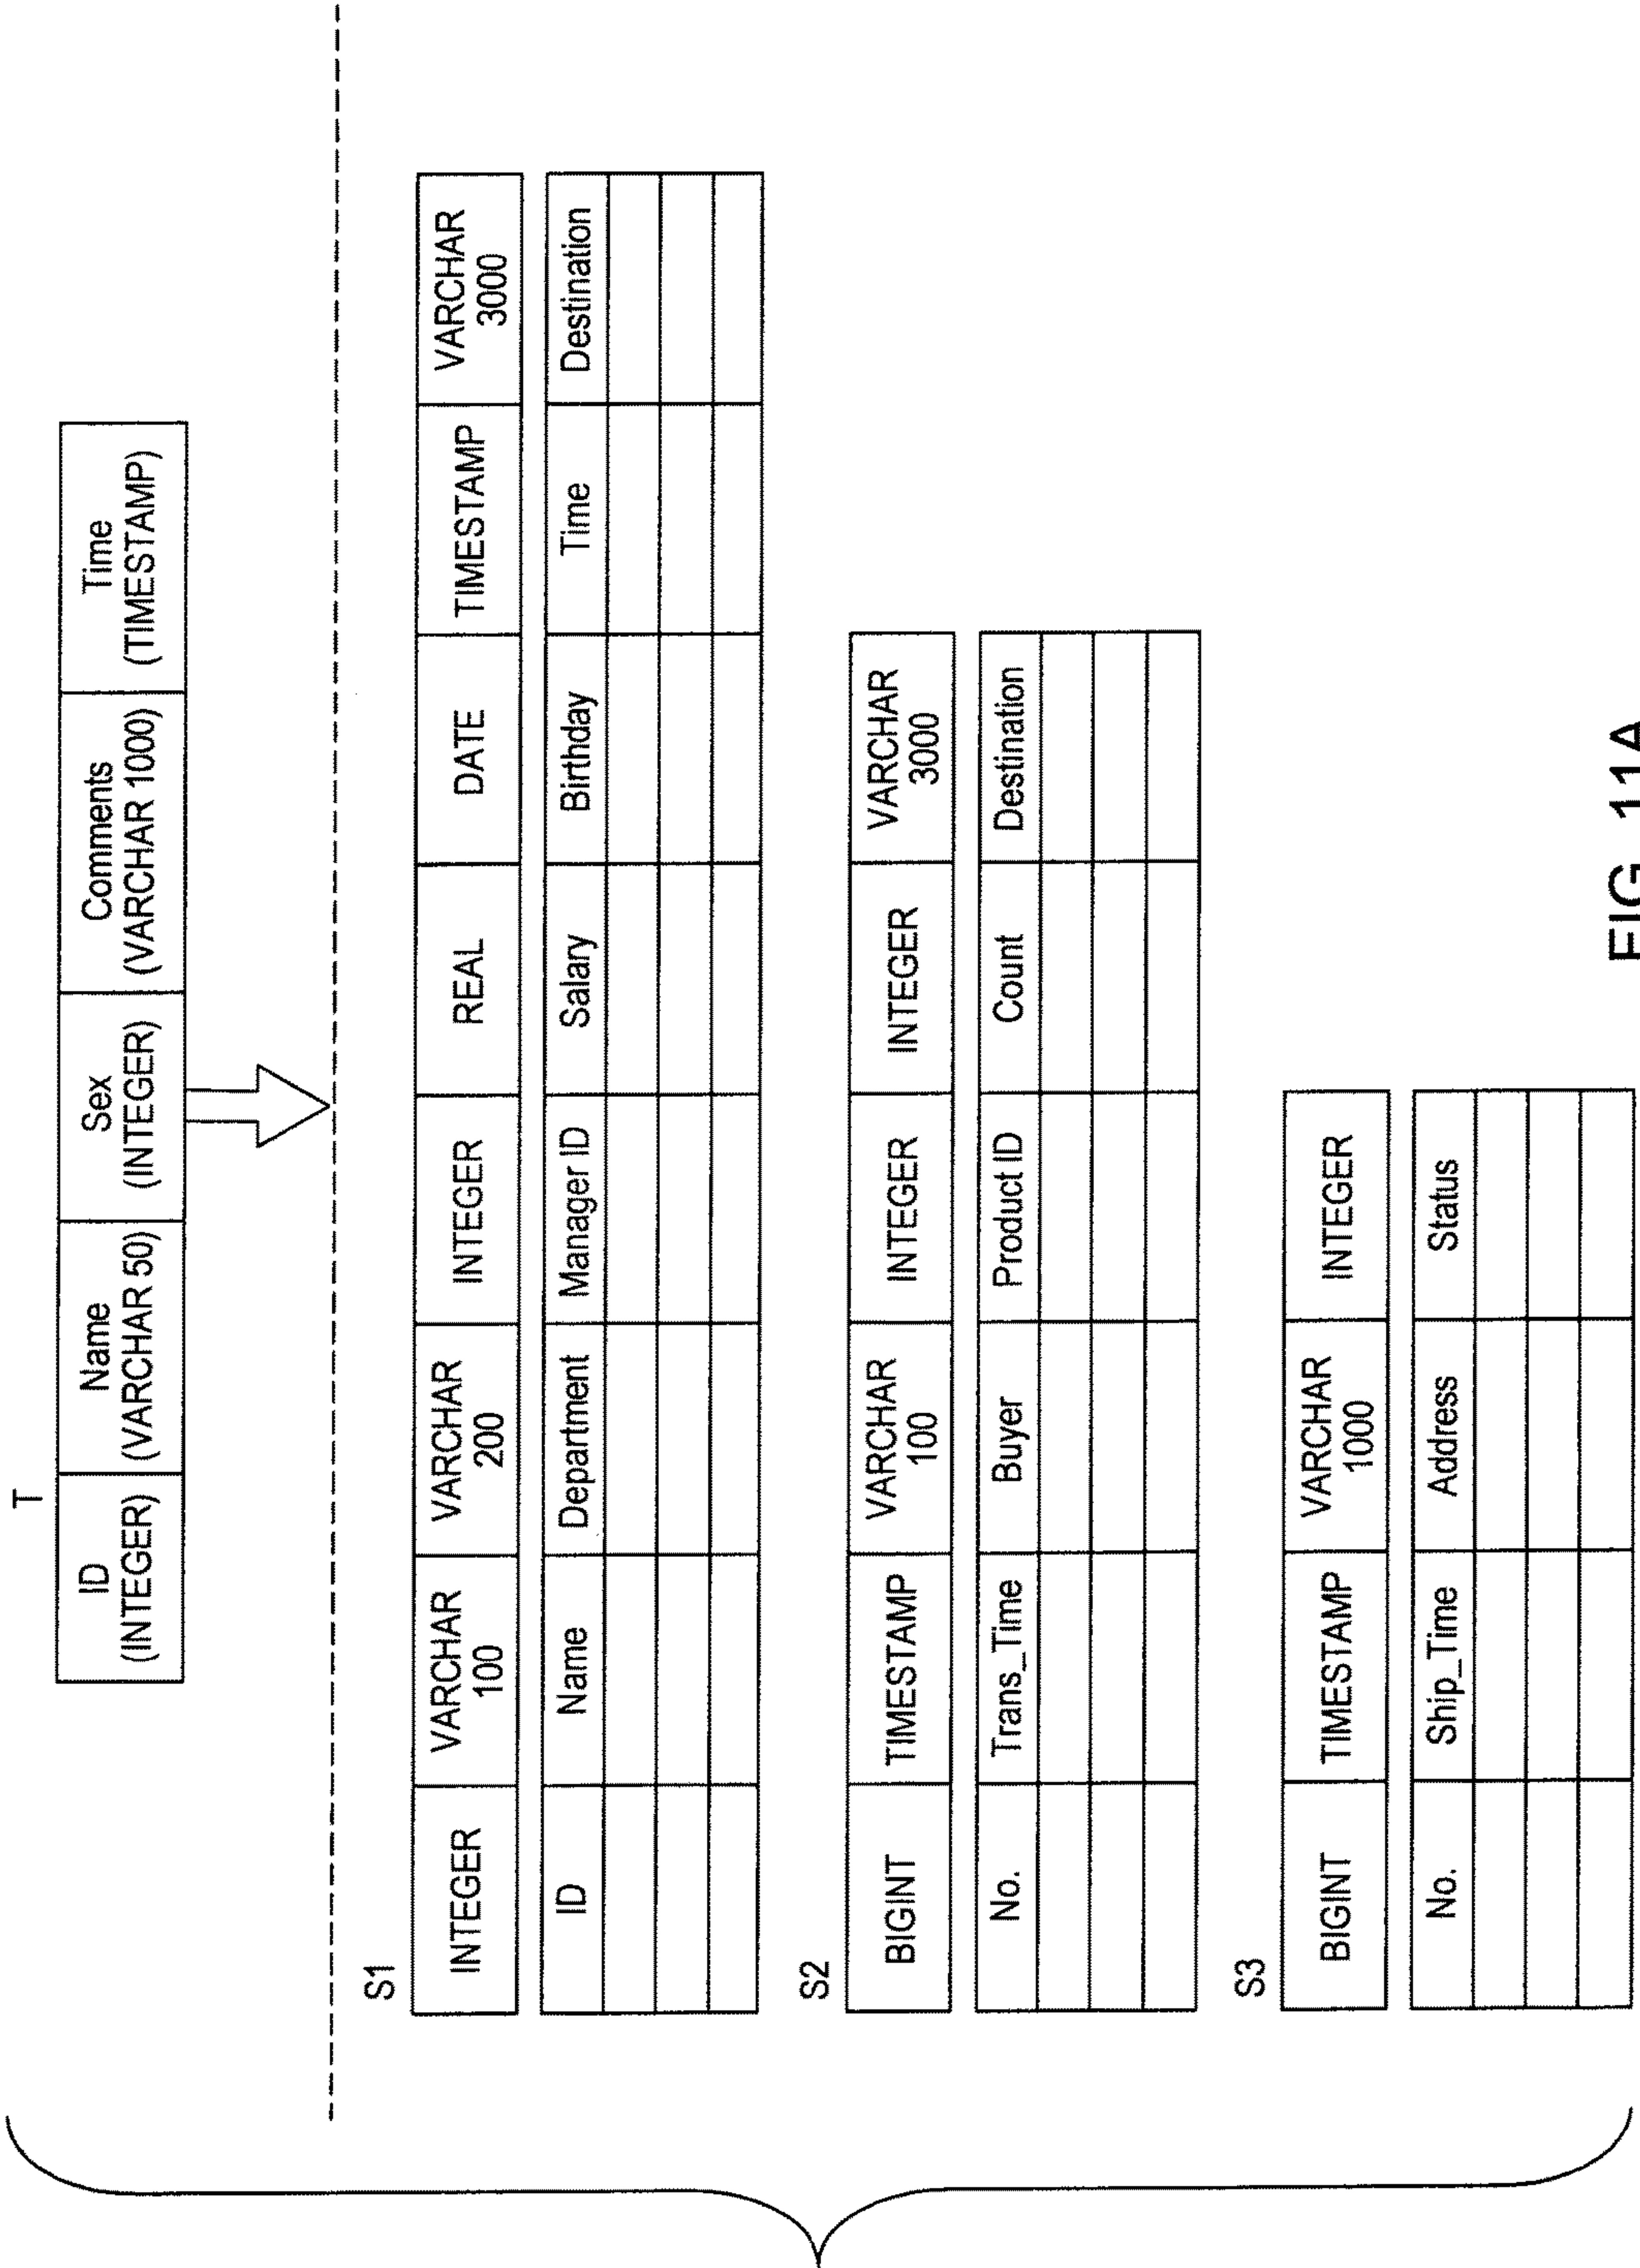 T
ID
(INTEGER)
Name
(VARCHAR 50)
Sex
(INTEGER)
Comments
(VARCHAR 1000)
Time
(TIMESTAMP)
S1
INTEGER
VARCHAR
100
VARCHAR
200
INTEGER
REAL
DATE
TIMESTAMP
VARCHAR
3000
ID
Name
Department
Manager ID
Salary
Birthday
Time
Destination
S2
BIGINT
TIMESTAMP
VARCHAR
100
INTEGER
INTEGER
VARCHAR
3000
No.
Trans_Time
Buyer
Product ID
Count
Destination
S3
BIGINT
TIMESTAMP
VARCHAR
1000
INTEGER
No.
Ship_Time
Address
Status
FIG. 11A